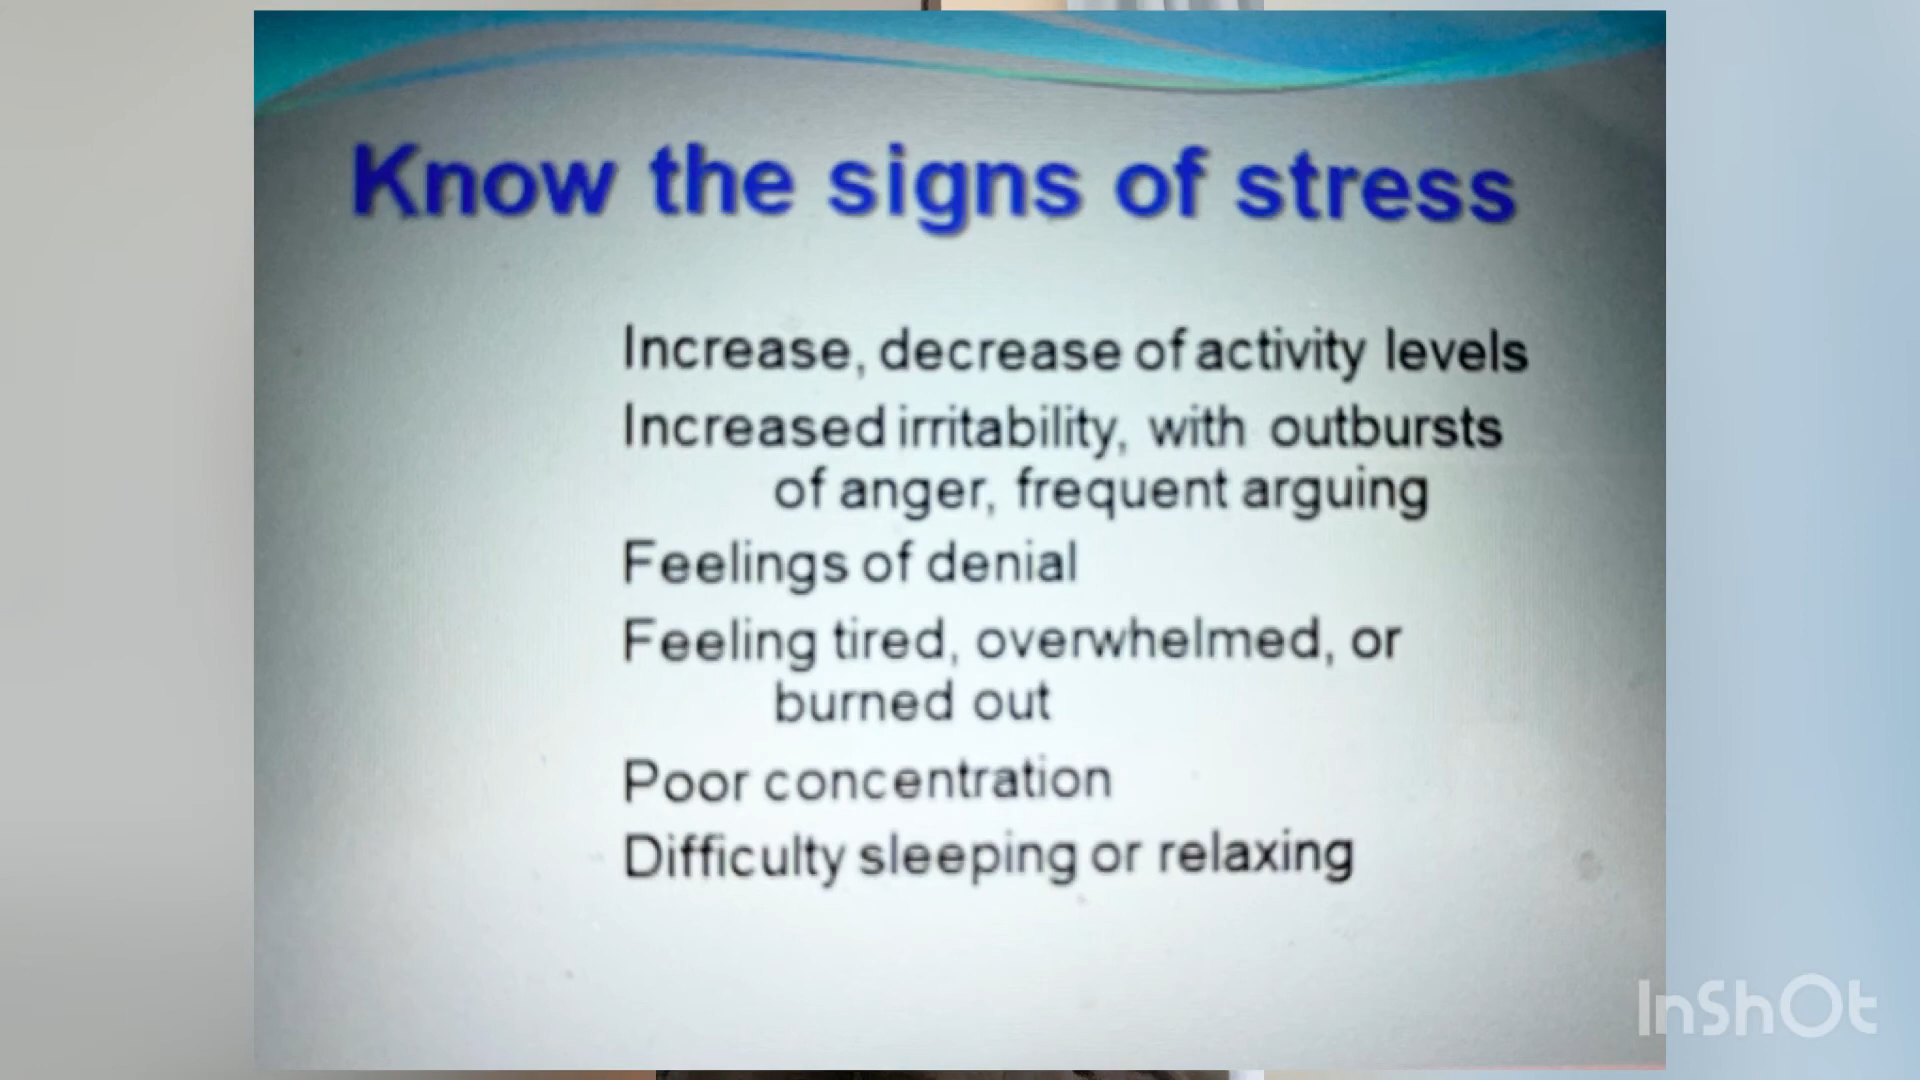 Know the signs of stress
Increase, decrease of activity levels
Increased irritability, with outbursts
of anger, frequent arguing
Feelings of denial
Feeling tired, overwhelmed, or
burned out
Poor concentration
Difficulty sleeping or relaxing
InShOt